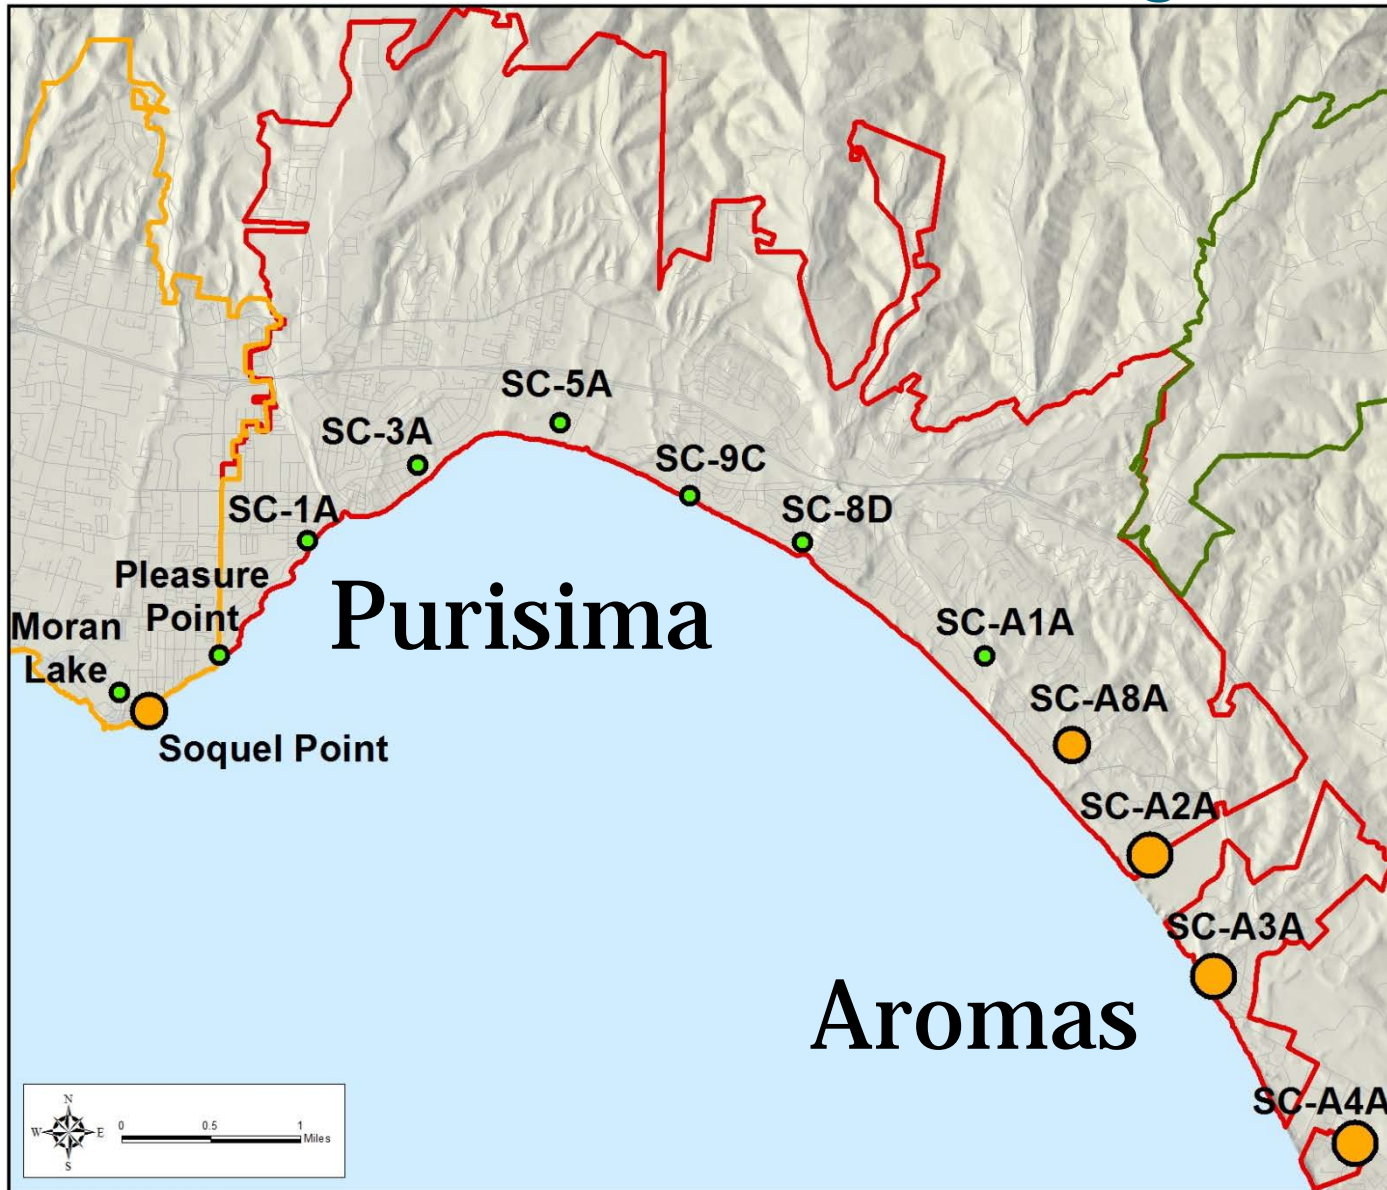 SC-5A
SC-3A
SC-9C
SC-1A
SC-8D
Pleasure
Point
Purisima
Moran
Lake
SC-A1A
SC-A8A
Soquel Point
SC-A2A
SC-A3A
Aromas
SC-A4A
N
W E
S
0 0.5 1
Miles